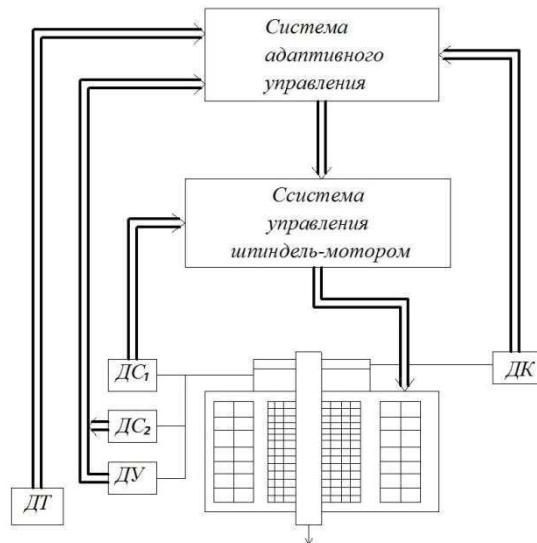 Система
адаптивного
управления
Ссистема
управления
шпиндель-мотором
ДС₁
ДК
ДС₂
ДУ
ДТ